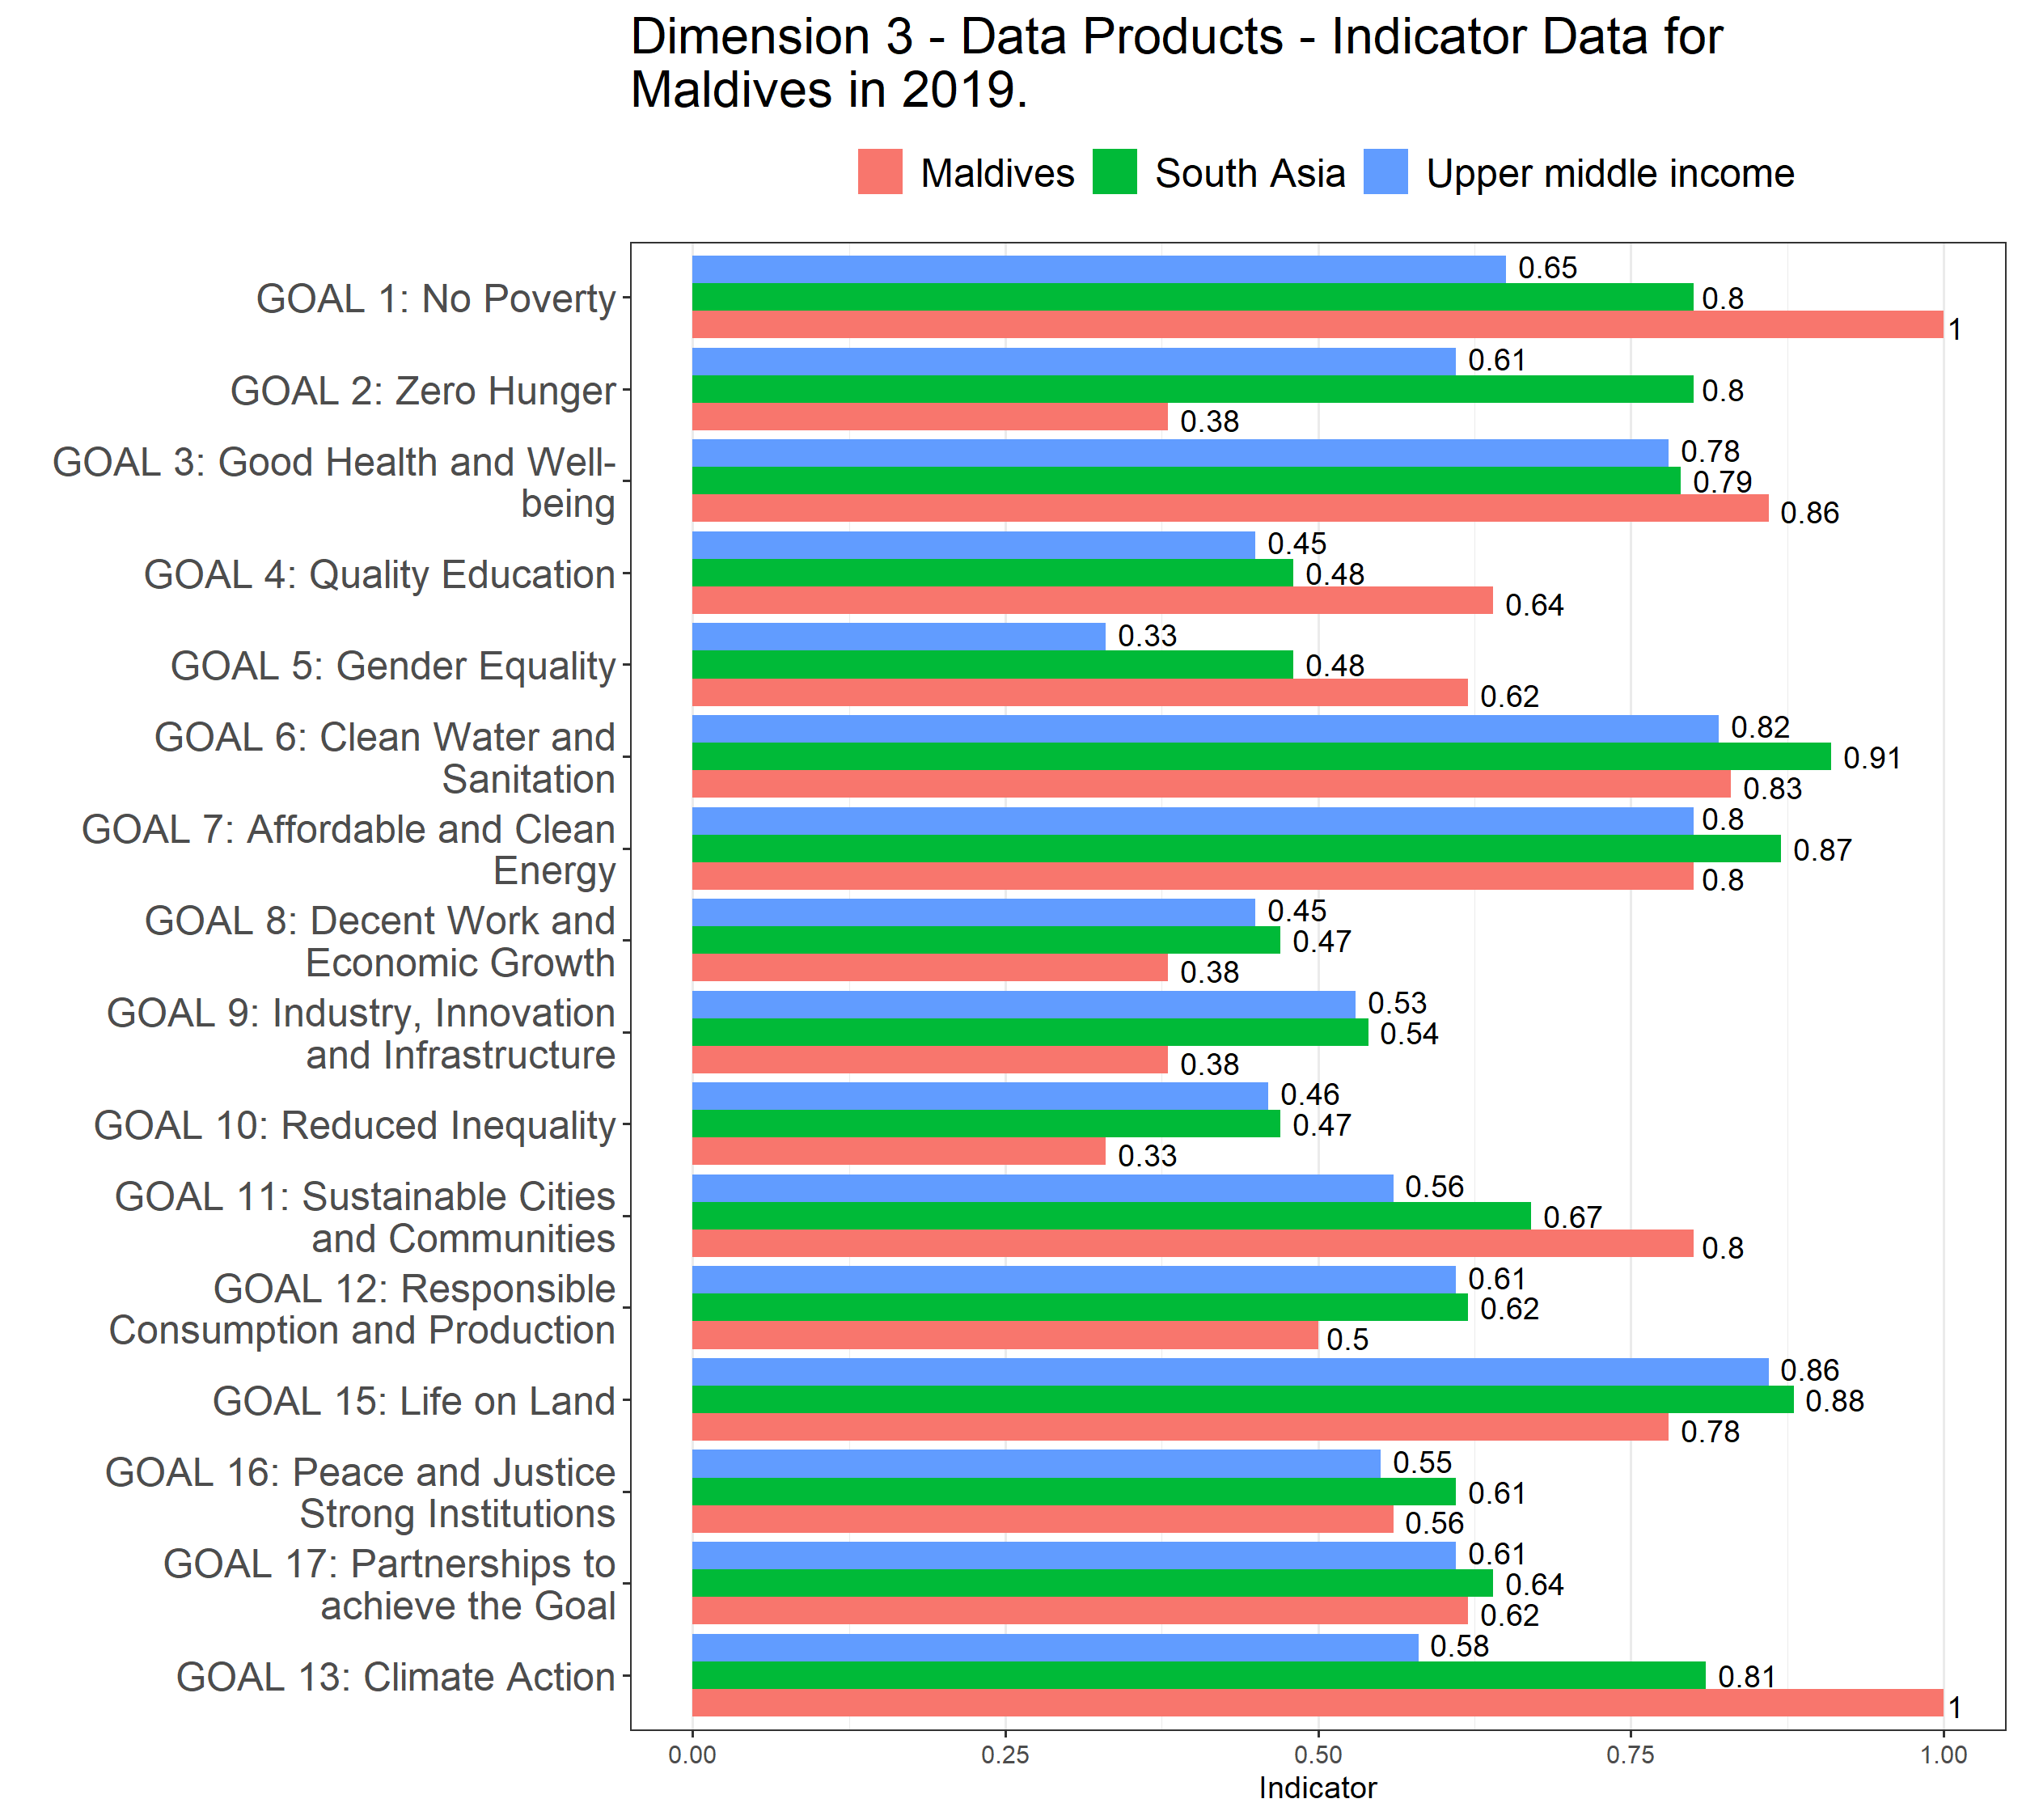 Dimension 3 - Data Products - Indicator Data for
Maldives in 2019.
Maldives South Asia Upper middle income
GOAL 1: No Poverty
0.65
0.8
1
GOAL 2: Zero Hunger
0.61
0.8
0.38
GOAL 3: Good Health and Well-
being
0.78
0.79
0.86
GOAL 4: Quality Education
0.45
0.48
0.64
GOAL 5: Gender Equality
0.33
0.48
0.62
GOAL 6: Clean Water and
Sanitation
0.82
0.91
0.83
GOAL 7: Affordable and Clean
Energy
0.8
0.87
0.8
GOAL 8: Decent Work and
Economic Growth
0.45
0.47
0.38
GOAL 9: Industry, Innovation
and Infrastructure
0.53
0.54
0.38
GOAL 10: Reduced Inequality
0.46
0.47
0.33
GOAL 11: Sustainable Cities
and Communities
0.56
0.67
0.8
GOAL 12: Responsible
Consumption and Production
0.61
0.62
0.5
GOAL 15: Life on Land
0.86
0.88
0.78
GOAL 16: Peace and Justice
Strong Institutions
0.55
0.61
0.56
GOAL 17: Partnerships to
achieve the Goal
0.61
0.64
0.62
GOAL 13: Climate Action
0.58
0.81
1
0.00 0.25 0.50 0.75 1.00
Indicator